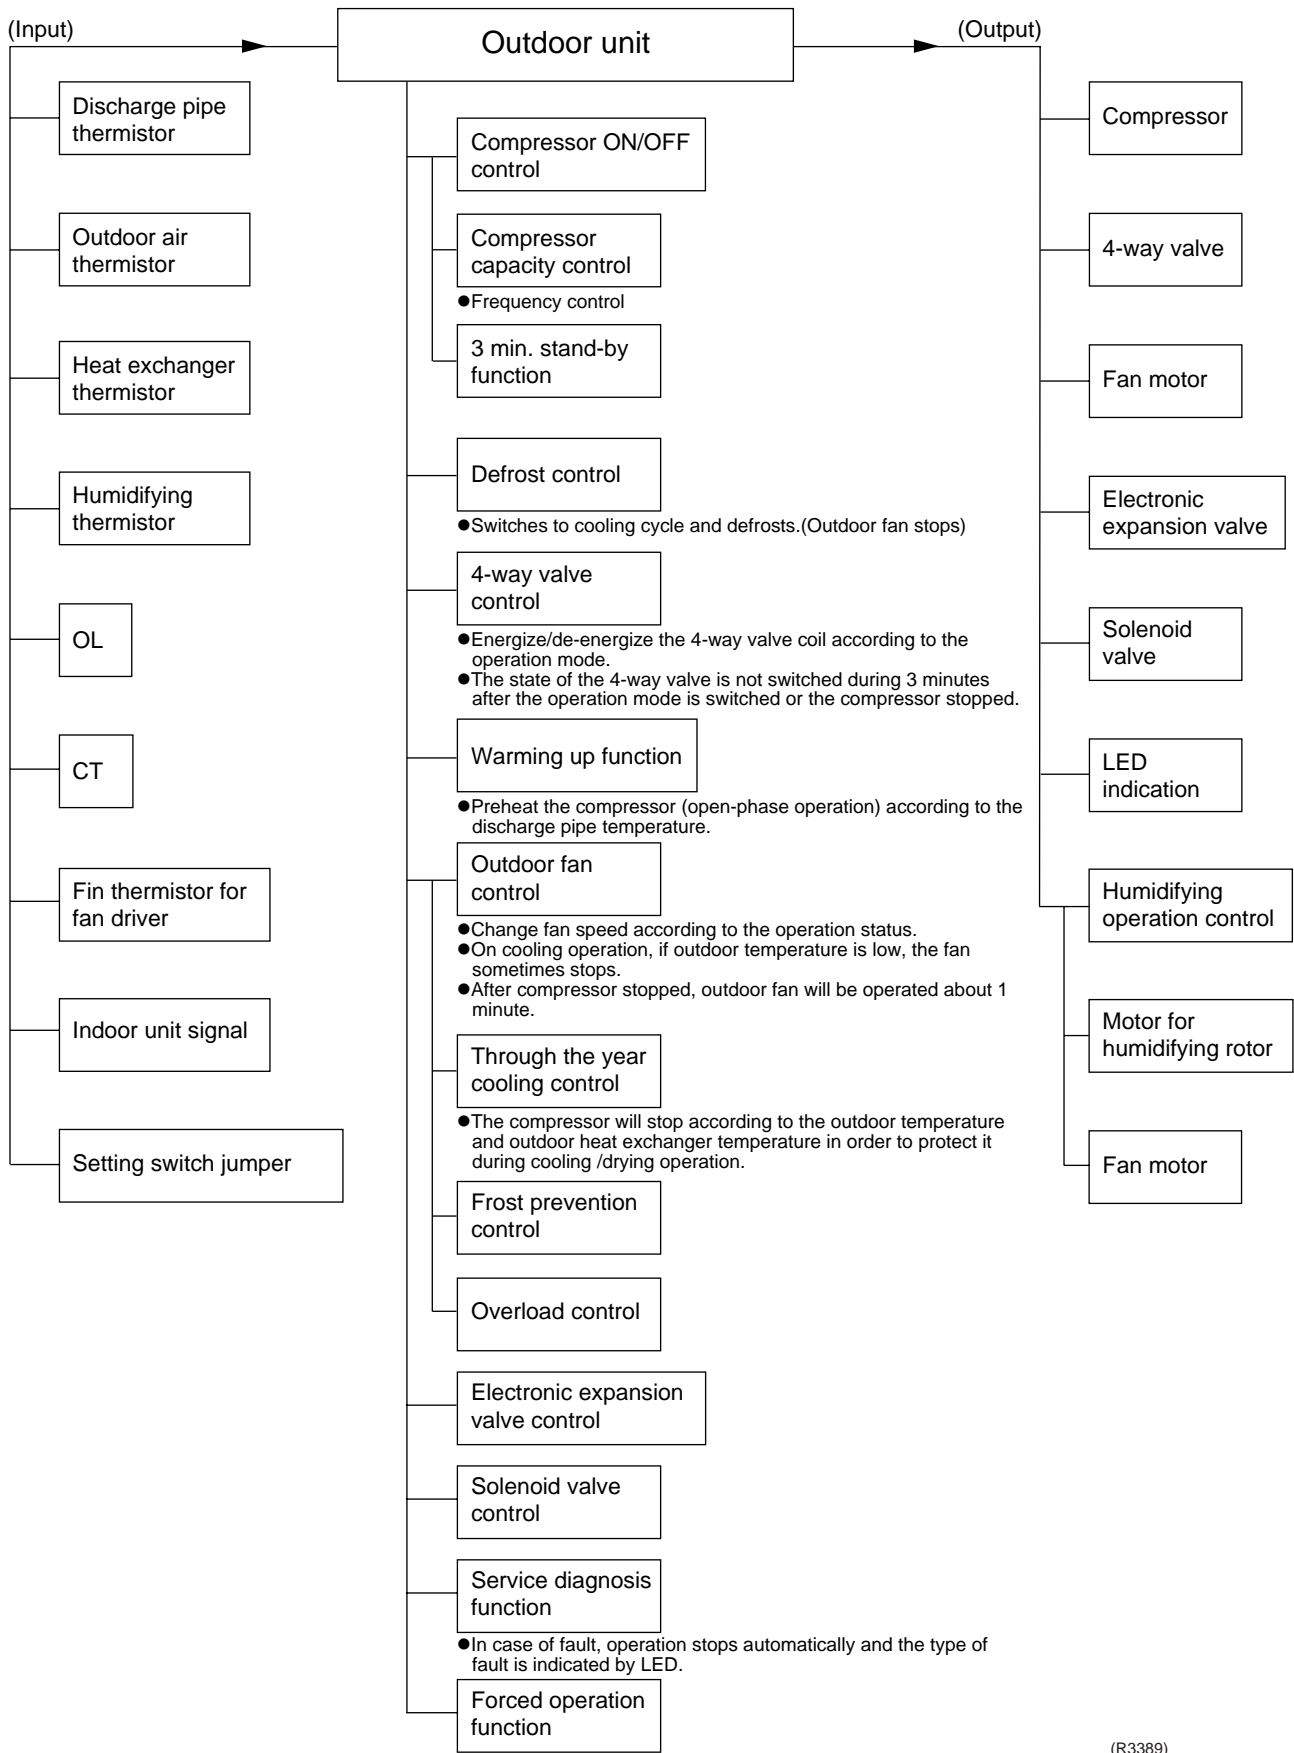 (Input)
Outdoor unit
(Output)
Discharge pipe
thermistor
Outdoor air
thermistor
Heat exchanger
thermistor
Humidifying
thermistor
OL
CT
Fin thermistor for
fan driver
Indoor unit signal
Setting switch jumper
Compressor ON/OFF
control
Compressor
capacity control
●Frequency control
3 min. stand-by
function
Defrost control
●Switches to cooling cycle and defrosts.(Outdoor fan stops)
4-way valve
control
●Energize/de-energize the 4-way valve coil according to the
operation mode.
●The state of the 4-way valve is not switched during 3 minutes
after the operation mode is switched or the compressor stopped.
Warming up function
●Preheat the compressor (open-phase operation) according to the
discharge pipe temperature.
Outdoor fan
control
●Change fan speed according to the operation status.
●On cooling operation, if outdoor temperature is low, the fan
sometimes stops.
●After compressor stopped, outdoor fan will be operated about 1
minute.
Through the year
cooling control
●The compressor will stop according to the outdoor temperature
and outdoor heat exchanger temperature in order to protect it
during cooling /drying operation.
Frost prevention
control
Overload control
Electronic expansion
valve control
Solenoid valve
control
Service diagnosis
function
●In case of fault, operation stops automatically and the type of
fault is indicated by LED.
Forced operation
function
Compressor
4-way valve
Fan motor
Electronic
expansion valve
Solenoid
valve
LED
indication
Humidifying
operation control
Motor for
humidifying rotor
Fan motor
(R3389)